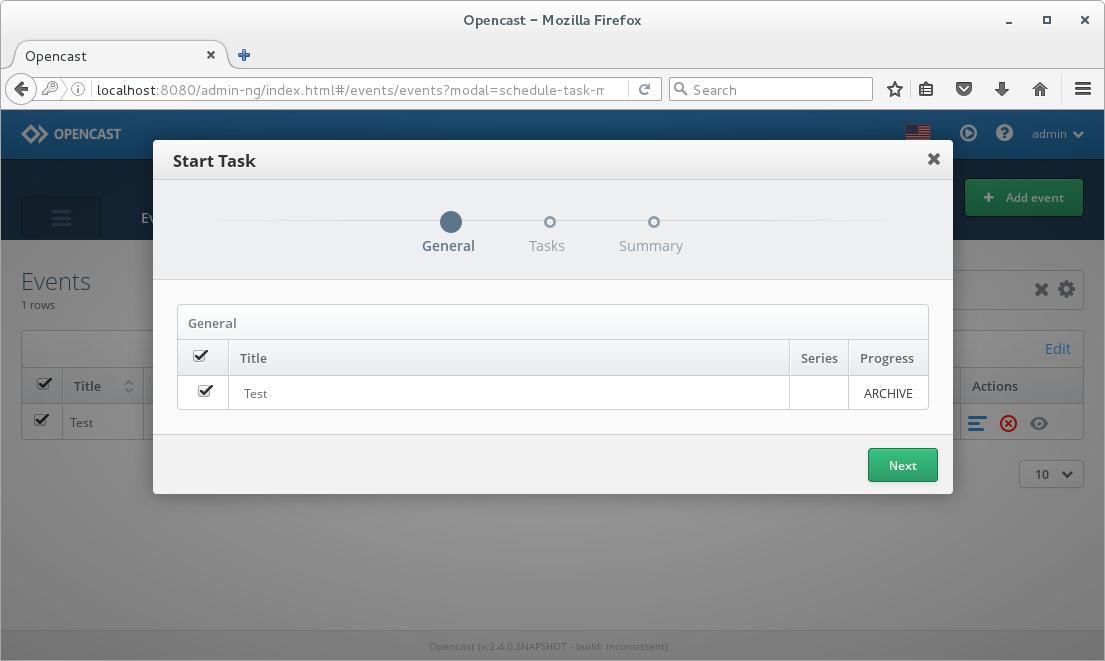 Opencast – Mozilla Firefox
Opencast
localhost:8080/admin-ng/index.html#/events/events?modal=schedule-task-m
Search
OPENCAST
admin
Start Task
Ev
+ Add event
General
Tasks
Summary
Events
1 rows
General
Edit
Title
Series
Progress
Title
Actions
Test
ARCHIVE
Test
Next
10
Opencast (v.2.4.0.SNAPSHOT - build: inconsistent)